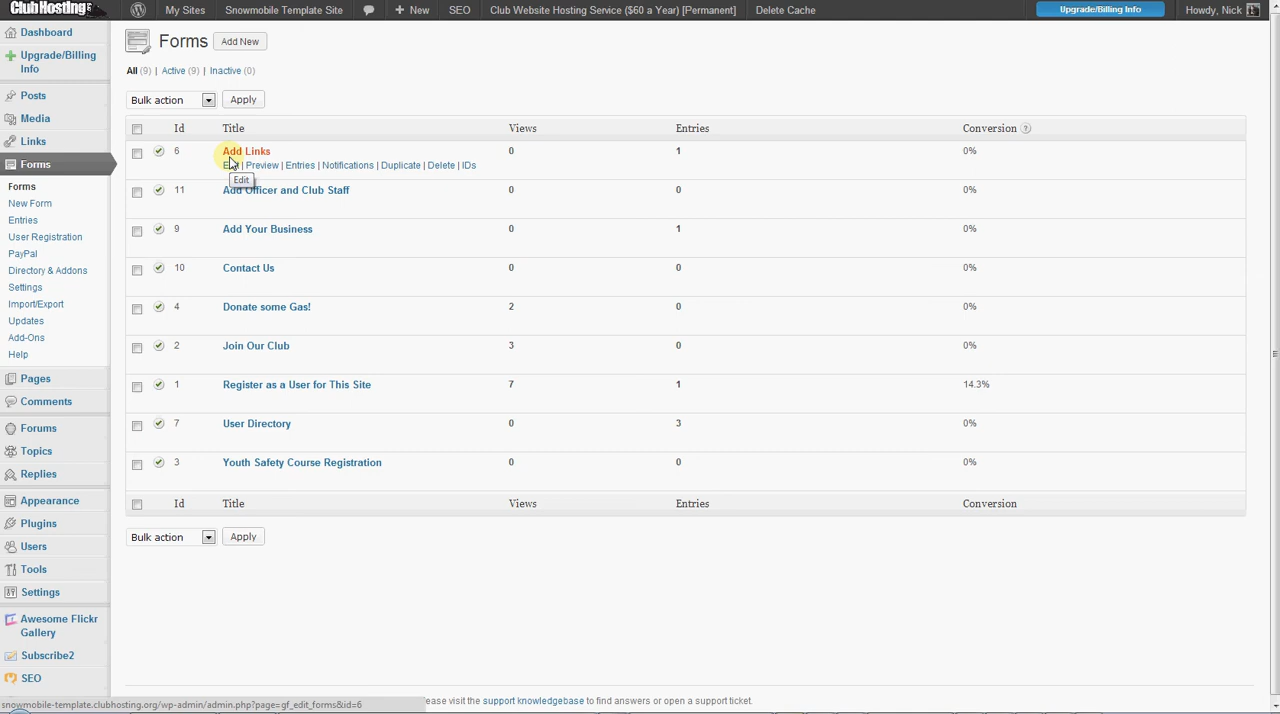 ClubHosting
My Sites
Snowmobile Template Site
+ New
SEO
Club Website Hosting Service ($60 a Year) [Permanent]
Delete Cache
Upgrade/Billing Info
Howdy, Nick
Dashboard
Upgrade/Billing
Info
Posts
Media
Links
Forms
Forms
New Form
Entries
User Registration
PayPal
Directory & Addons
Settings
Import/Export
Updates
Add-Ons
Help
Pages
Comments
Forums
Topics
Replies
Appearance
Plugins
Users
Tools
Settings
Awesome Flickr
Gallery
Subscribe2
SEO
Forms Add New
All (9) | Active (9) | Inactive (0)
Bulk action Apply
Id Title Views Entries Conversion ?
6 Add Links 0 1 0%
Edit | Preview | Entries | Notifications | Duplicate | Delete | IDs
Edit
11 Add Officer and Club Staff 0 0 0%
9 Add Your Business 0 1 0%
10 Contact Us 0 0 0%
4 Donate some Gas! 2 0 0%
2 Join Our Club 3 0 0%
1 Register as a User for This Site 7 1 14.3%
7 User Directory 0 3 0%
3 Youth Safety Course Registration 0 0 0%
Id Title Views Entries Conversion
Bulk action Apply
ease visit the support knowledgebase to find answers or open a support ticket.
snowmobile-template.clubhosting.org/wp-admin/admin.php?page=gf_edit_forms&id=6